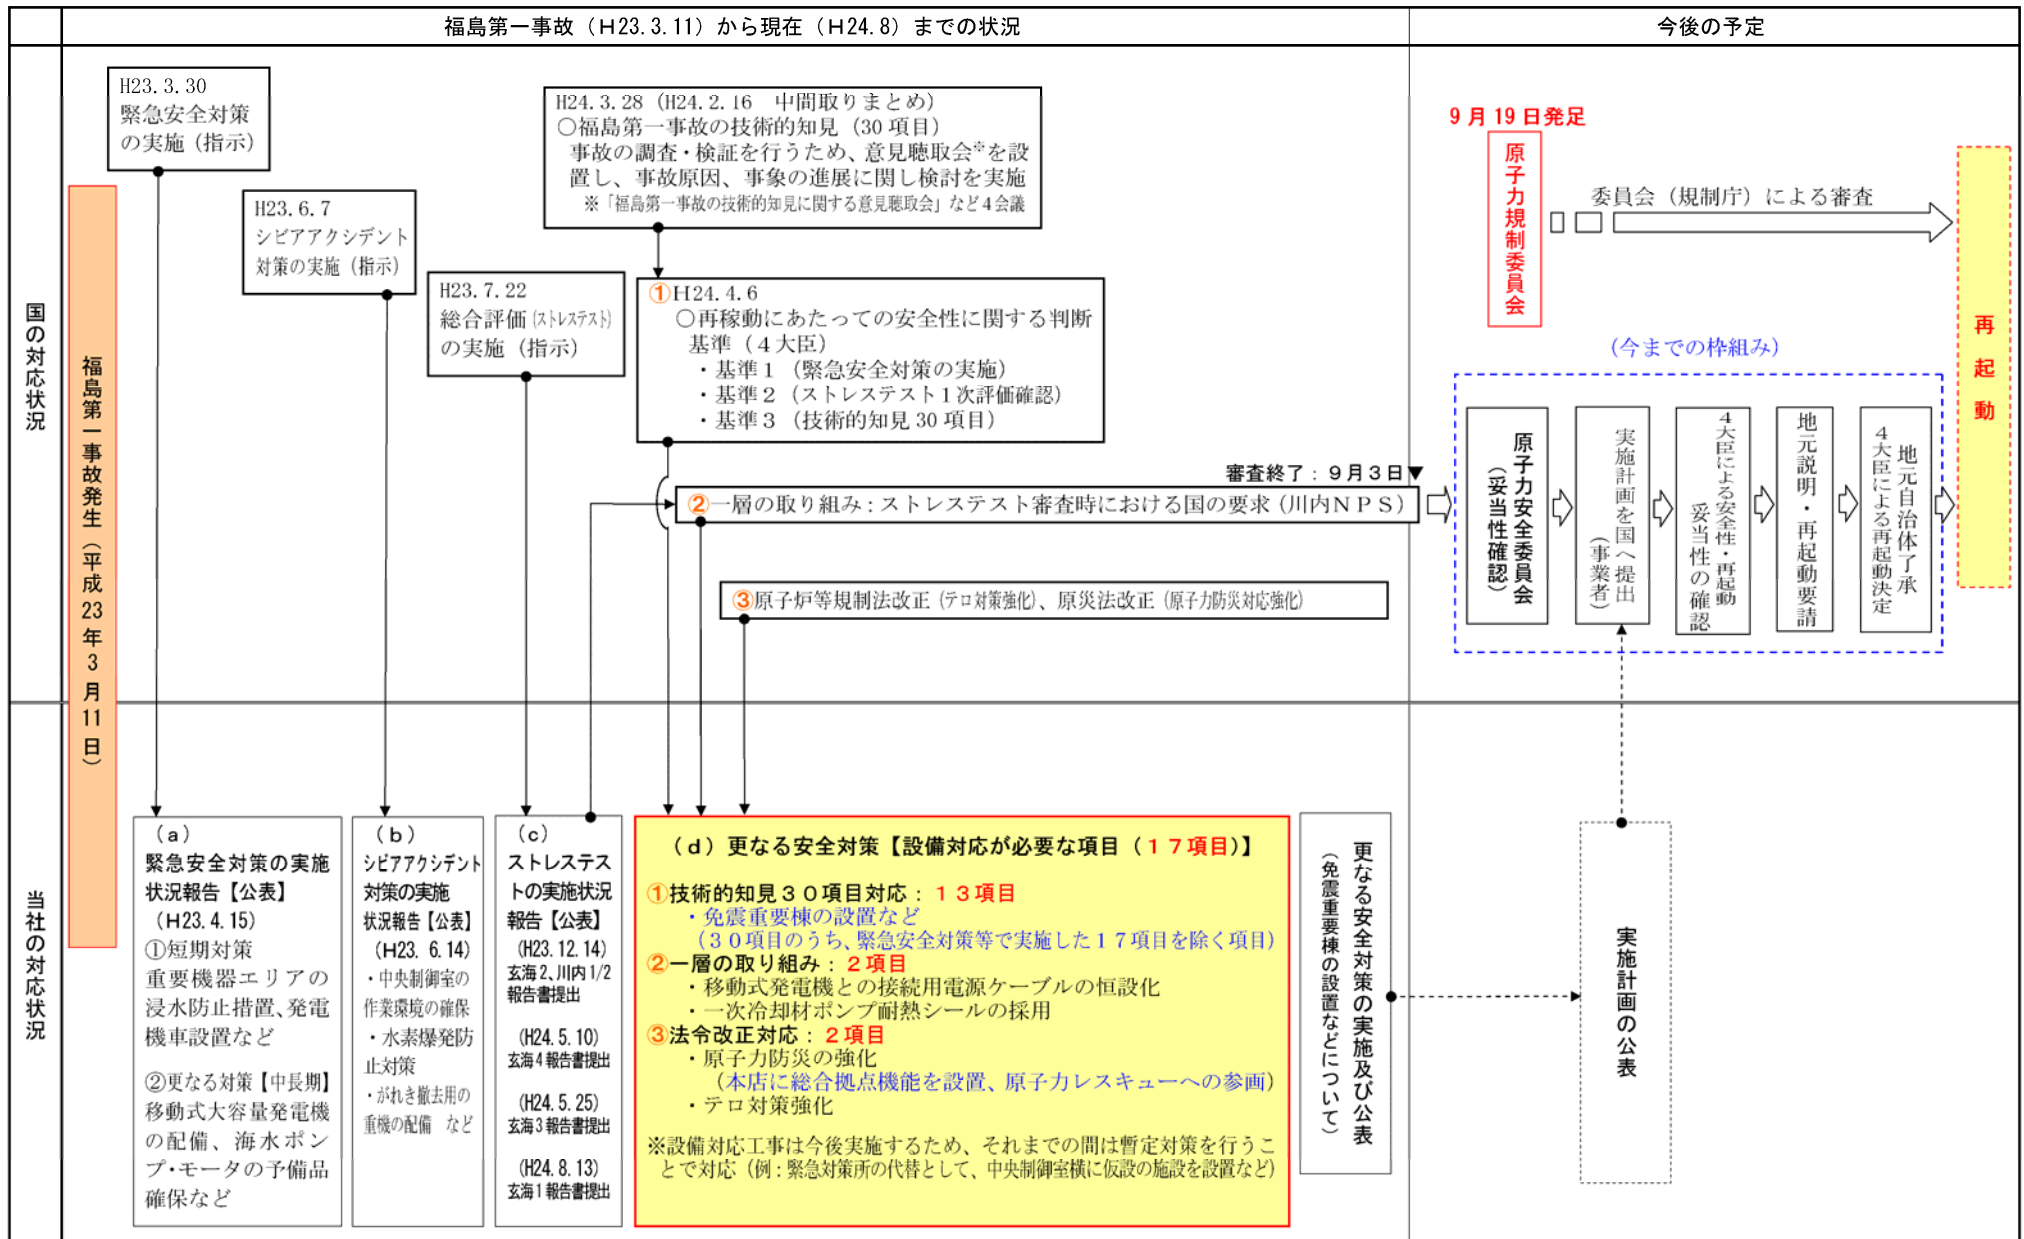 福島第一事故（H23.3.11）から現在（H24.8）までの状況
今後の予定
国の対応状況
当社の対応状況
福島第一事故発生（平成23年3月11日）
H23.3.30
緊急安全対策
の実施（指示）
H23.6.7
シビアアクシデント
対策の実施（指示）
H23.7.22
総合評価（ストレステスト）
の実施（指示）
H24.3.28（H24.2.16　中間取りまとめ）
○福島第一事故の技術的知見（30項目）
事故の調査・検証を行うため、意見聴取会※を設
置し、事故原因、事象の進展に関し検討を実施
※「福島第一事故の技術的知見に関する意見聴取会」など４会議
①H24.4.6
○再稼動にあたっての安全性に関する判断
基準（４大臣）
・基準１（緊急安全対策の実施）
・基準２（ストレステスト１次評価確認）
・基準３（技術的知見30項目）
審査終了：９月３日▼
②一層の取り組み：ストレステスト審査時における国の要求（川内ＮＰＳ）
③原子炉等規制法改正（テロ対策強化）、原災法改正（原子力防災対応強化）
9月19日発足
原子力規制委員会
委員会（規制庁）による審査
再起動
（今までの枠組み）
原子力安全委員会
（妥当性確認）
実施計画を国へ提出
（事業者）
４大臣による安全性・再起動
妥当性の確認
地元説明・再起動要請
地元自治体了承
４大臣による再起動決定
（a）
緊急安全対策の実施
状況報告【公表】
（H23.4.15）
①短期対策
重要機器エリアの
浸水防止措置、発電
機車設置など
②更なる対策【中長期】
移動式大容量発電機
の配備、海水ポン
プ・モータの予備品
確保など
（b）
シビアアクシデント
対策の実施
状況報告【公表】
（H23. 6.14）
・中央制御室の
作業環境の確保
・水素爆発防
止対策
・がれき撤去用の
重機の配備　など
（c）
ストレステス
トの実施状況
報告【公表】
（H23.12.14）
玄海2、川内1/2
報告書提出
（H24.5.10）
玄海4報告書提出
（H24.5.25）
玄海3報告書提出
（H24.8.13）
玄海1報告書提出
（d）更なる安全対策【設備対応が必要な項目（１７項目）】
①技術的知見３０項目対応：１３項目
・免震重要棟の設置など
（３０項目のうち、緊急安全対策等で実施した１７項目を除く項目）
②一層の取り組み：２項目
・移動式発電機との接続用電源ケーブルの恒設化
・一次冷却材ポンプ耐熱シールの採用
③法令改正対応：２項目
・原子力防災の強化
（本店に総合拠点機能を設置、原子力レスキューへの参画）
・テロ対策強化
※設備対応工事は今後実施するため、それまでの間は暫定対策を行うこ
とで対応（例：緊急対策所の代替として、中央制御室横に仮設の施設を設置など）
更なる安全対策の実施及び公表
（免震重要棟の設置などについて）
実施計画の公表